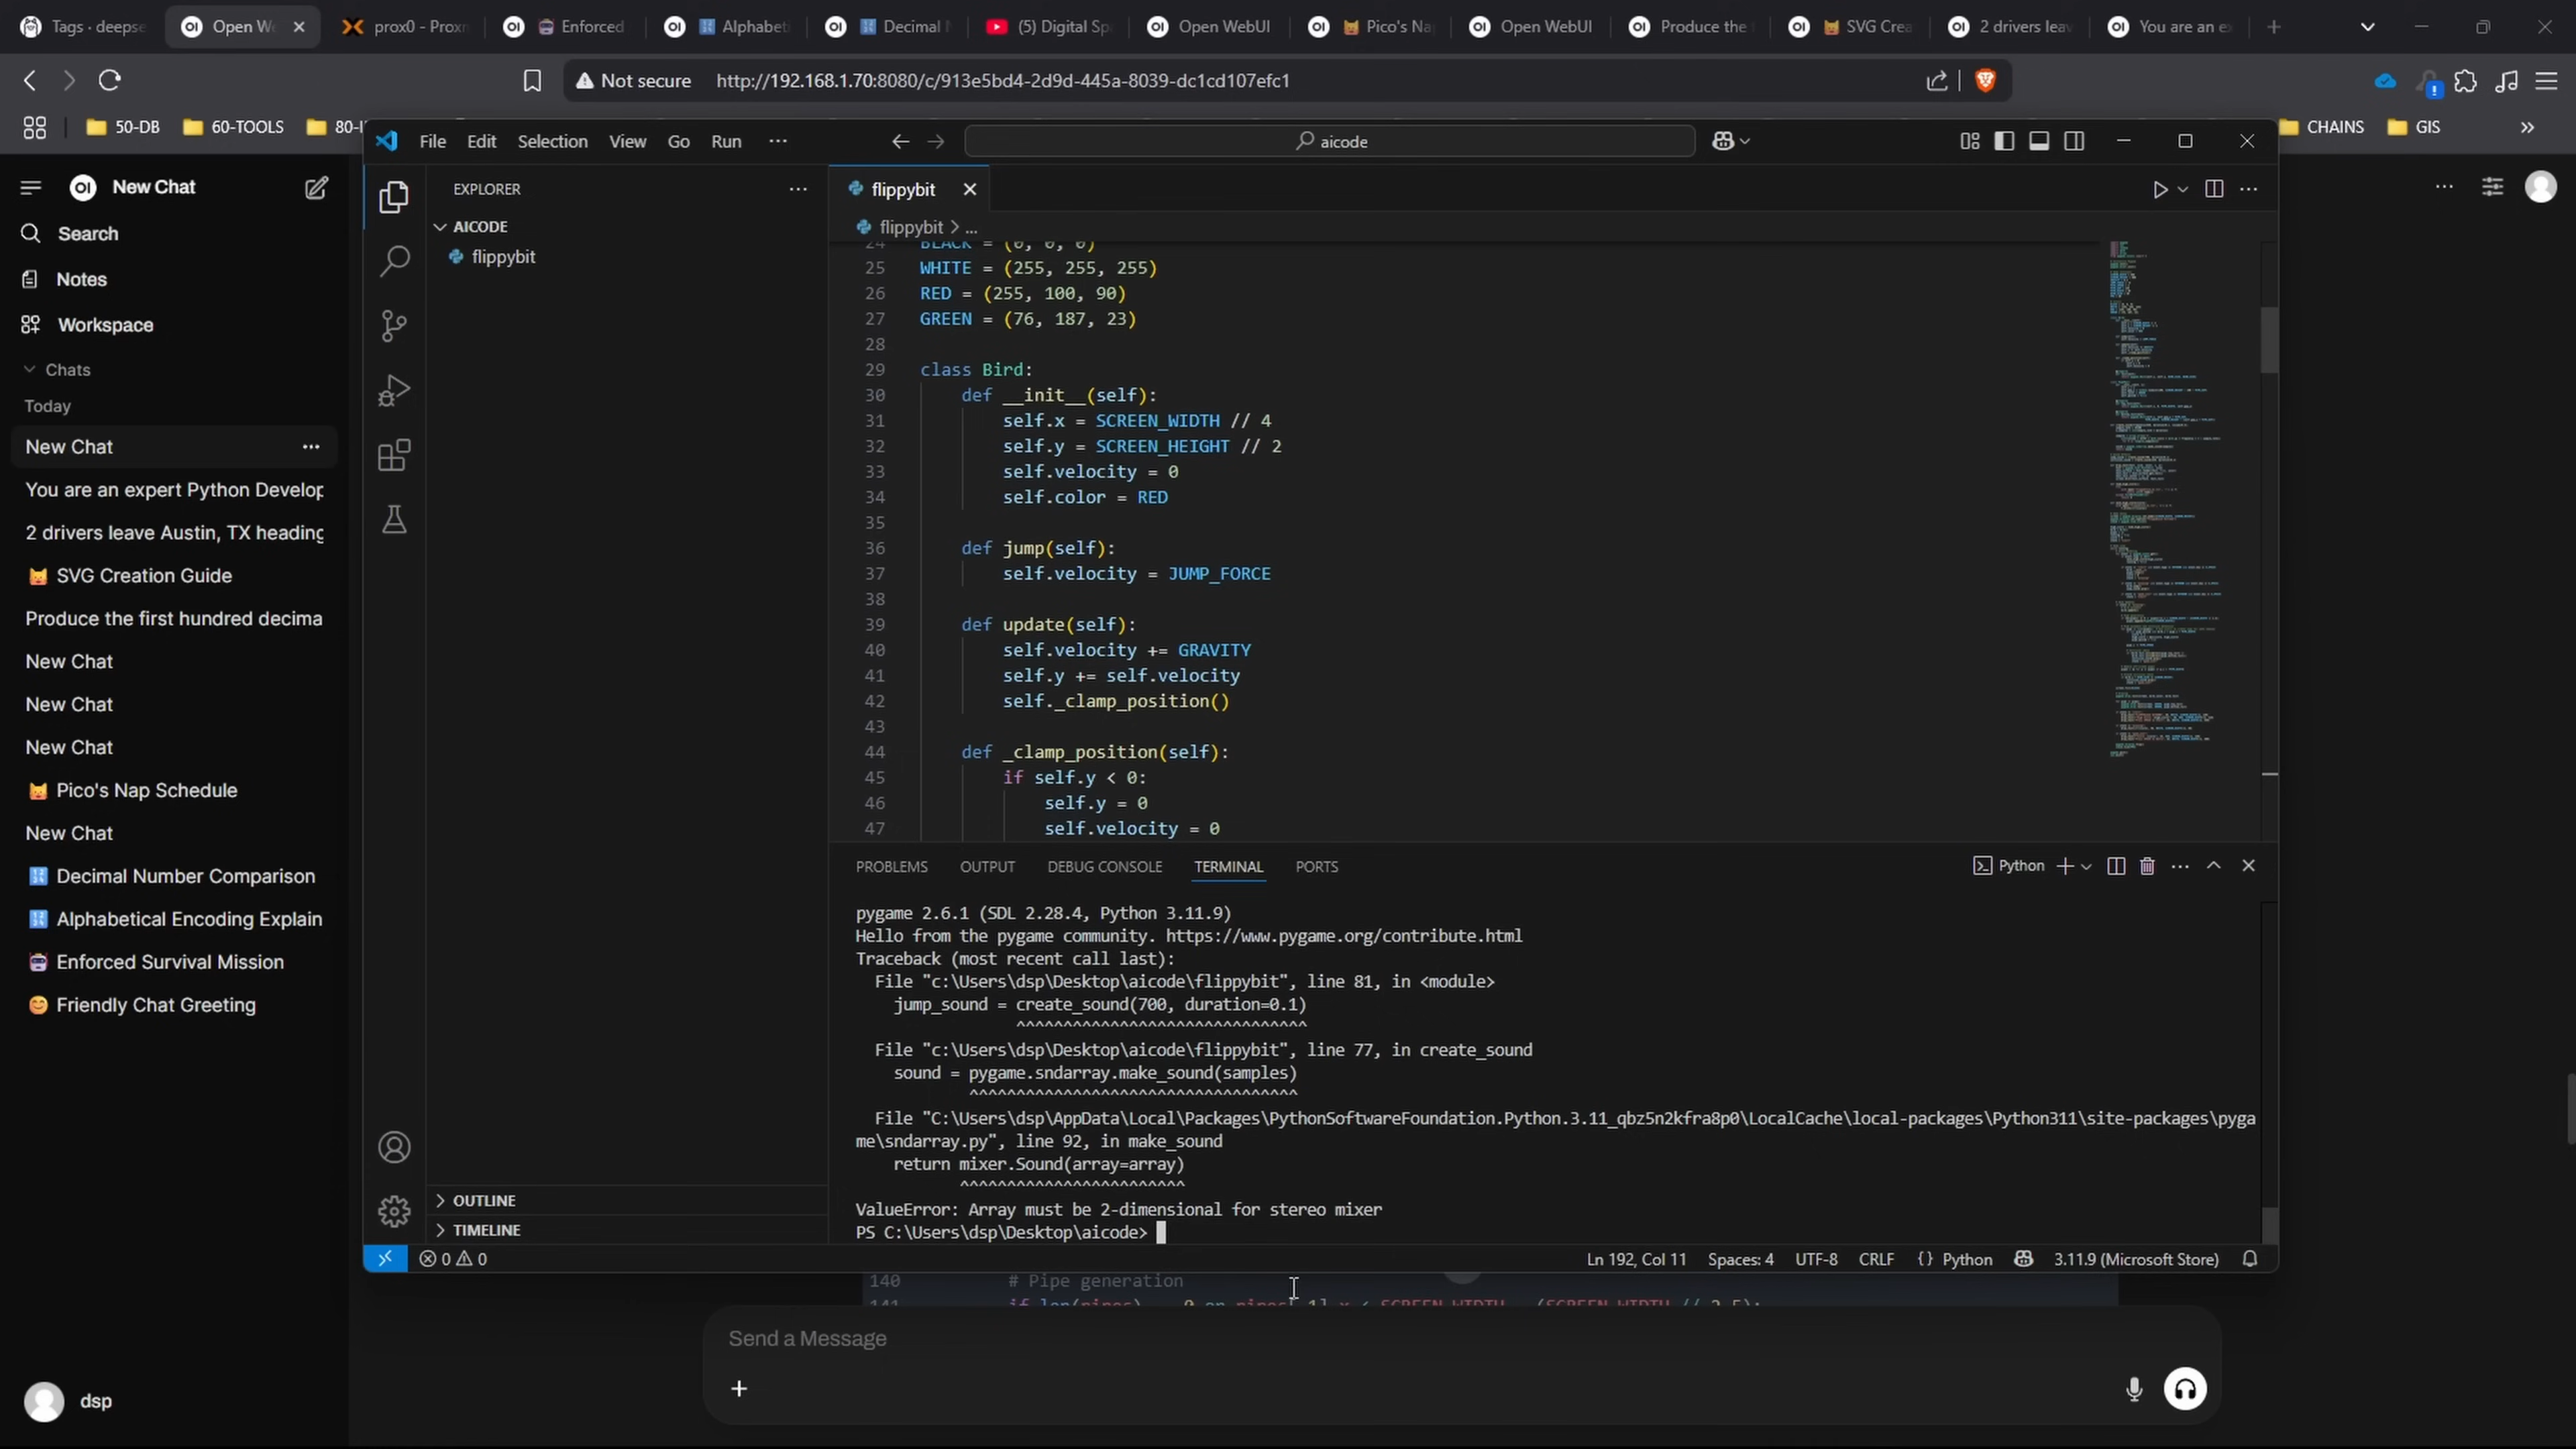 Tags · deepse
Open We
prox0 - Proxm
Enforced
Alphabet
Decimal N
(5) Digital Sp
Open WebUI
Pico's Na
Open WebUI
Produce the
SVG Crea
2 drivers leav
You are an ex
Not secure http://192.168.1.70:8080/c/913e5bd4-2d9d-445a-8039-dc1cd107efc1
50-DB
60-TOOLS
CHAINS
GIS
File Edit Selection View Go Run ···
aicode
OI New Chat
Search
Notes
Workspace
Chats
Today
New Chat
You are an expert Python Develop
2 drivers leave Austin, TX heading
SVG Creation Guide
Produce the first hundred decima
New Chat
New Chat
New Chat
Pico's Nap Schedule
New Chat
Decimal Number Comparison
Alphabetical Encoding Explain
Enforced Survival Mission
Friendly Chat Greeting
dsp
EXPLORER
AICODE
flippybit
OUTLINE
TIMELINE
flippybit
flippybit > ...
24 BLACK = (0, 0, 0)
25 WHITE = (255, 255, 255)
26 RED = (255, 100, 90)
27 GREEN = (76, 187, 23)
28
29 class Bird:
30 def __init__(self):
31 self.x = SCREEN_WIDTH // 4
32 self.y = SCREEN_HEIGHT // 2
33 self.velocity = 0
34 self.color = RED
35
36 def jump(self):
37 self.velocity = JUMP_FORCE
38
39 def update(self):
40 self.velocity += GRAVITY
41 self.y += self.velocity
42 self._clamp_position()
43
44 def _clamp_position(self):
45 if self.y < 0:
46 self.y = 0
47 self.velocity = 0
PROBLEMS OUTPUT DEBUG CONSOLE TERMINAL PORTS
Python
pygame 2.6.1 (SDL 2.28.4, Python 3.11.9)
Hello from the pygame community. https://www.pygame.org/contribute.html
Traceback (most recent call last):
File "c:\Users\dsp\Desktop\aicode\flippybit", line 81, in <module>
jump_sound = create_sound(700, duration=0.1)
^^^^^^^^^^^^^^^^^^^^^^^^^^^^^^^
File "c:\Users\dsp\Desktop\aicode\flippybit", line 77, in create_sound
sound = pygame.sndarray.make_sound(samples)
^^^^^^^^^^^^^^^^^^^^^^^^^^^^^^^^^^^
File "C:\Users\dsp\AppData\Local\Packages\PythonSoftwareFoundation.Python.3.11_qbz5n2kfra8p0\LocalCache\local-packages\Python311\site-packages\pyga
me\sndarray.py", line 92, in make_sound
return mixer.Sound(array=array)
^^^^^^^^^^^^^^^^^^^^^^^^
ValueError: Array must be 2-dimensional for stereo mixer
PS C:\Users\dsp\Desktop\aicode>
0 0
Ln 192, Col 11 Spaces: 4 UTF-8 CRLF {} Python 3.11.9 (Microsoft Store)
140 # Pipe generation
141
Send a Message